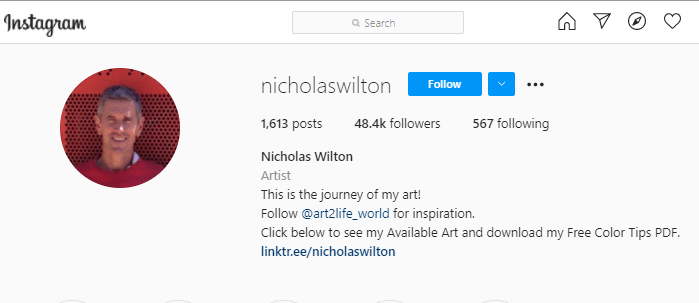 Instagram
Search
nicholaswilton Follow
1,613 posts 48.4k followers 567 following
Nicholas Wilton
Artist
This is the journey of my art!
Follow @art2life_world for inspiration.
Click below to see my Available Art and download my Free Color Tips PDF.
linktr.ee/nicholaswilton